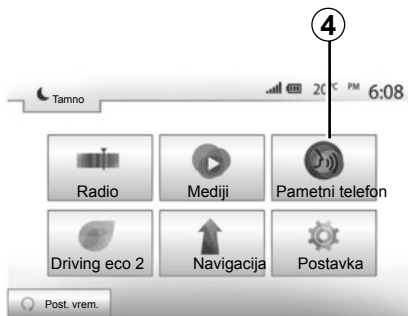 4
Tamno
20°C PM 6:08
Radio Mediji Pametni telefon
Driving eco 2 Navigacija Postavka
Post. vrem.